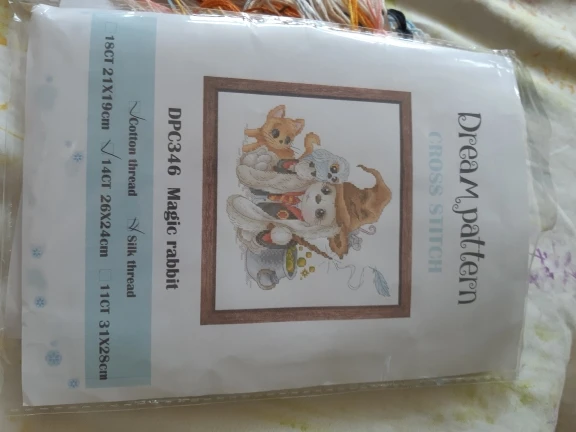 Dream pattern
CROSS STITCH
DPC346 Magic rabbit
Cotton thread Silk thread
18CT 21X19cm 14CT 26X24cm 11CT 31X28cm